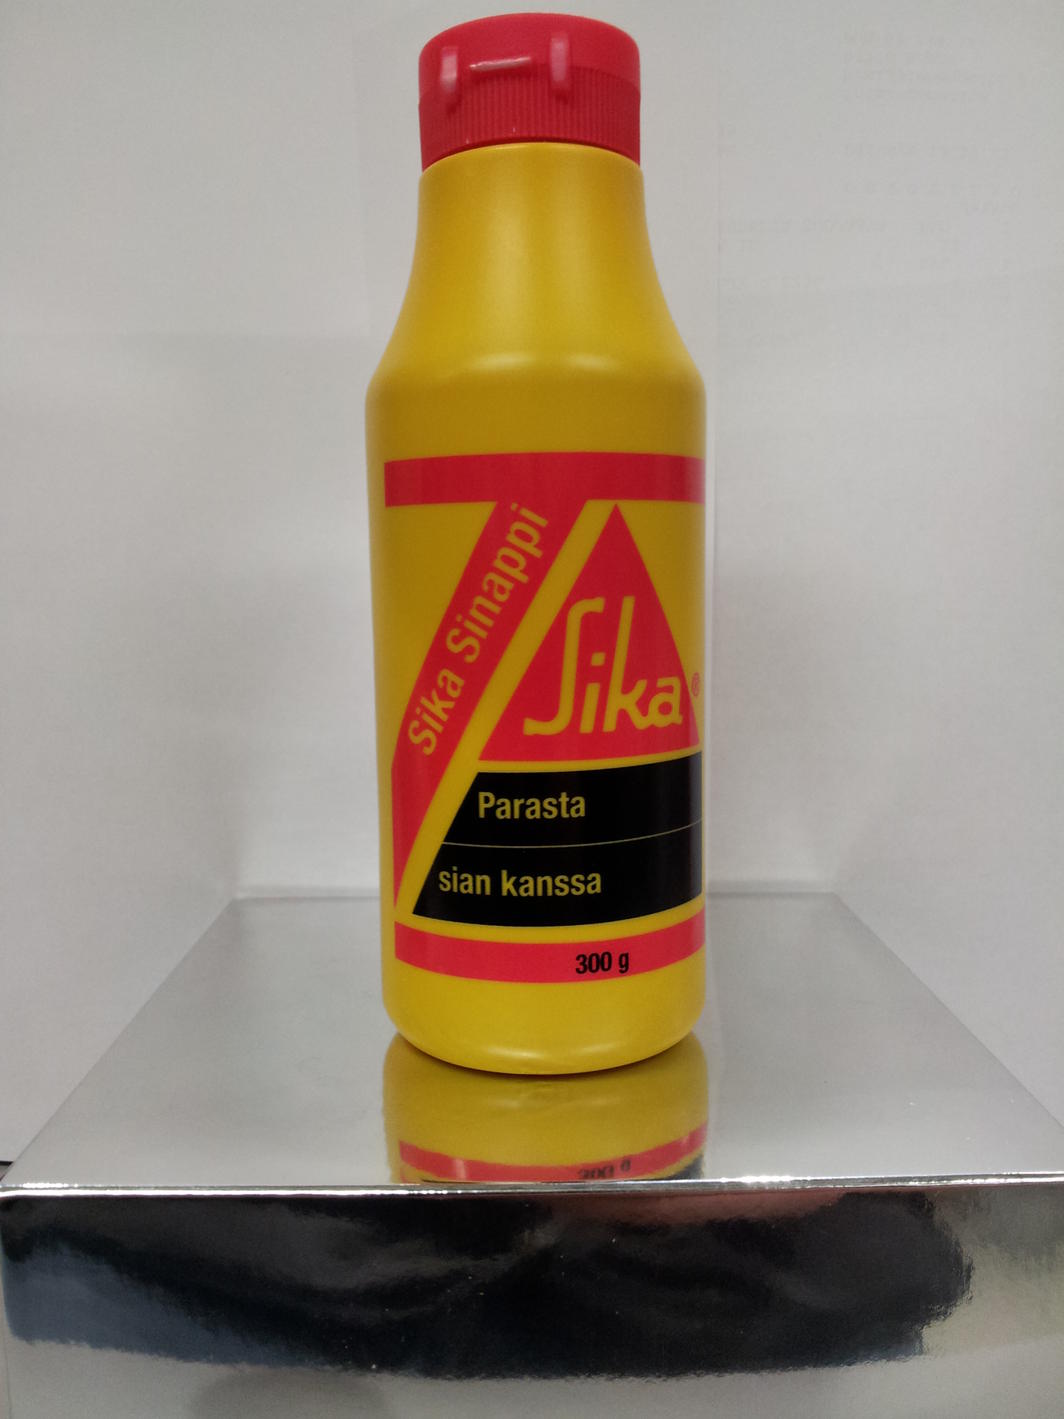 Sika Sinappi
Sika®
Parasta
sian kanssa
300 g